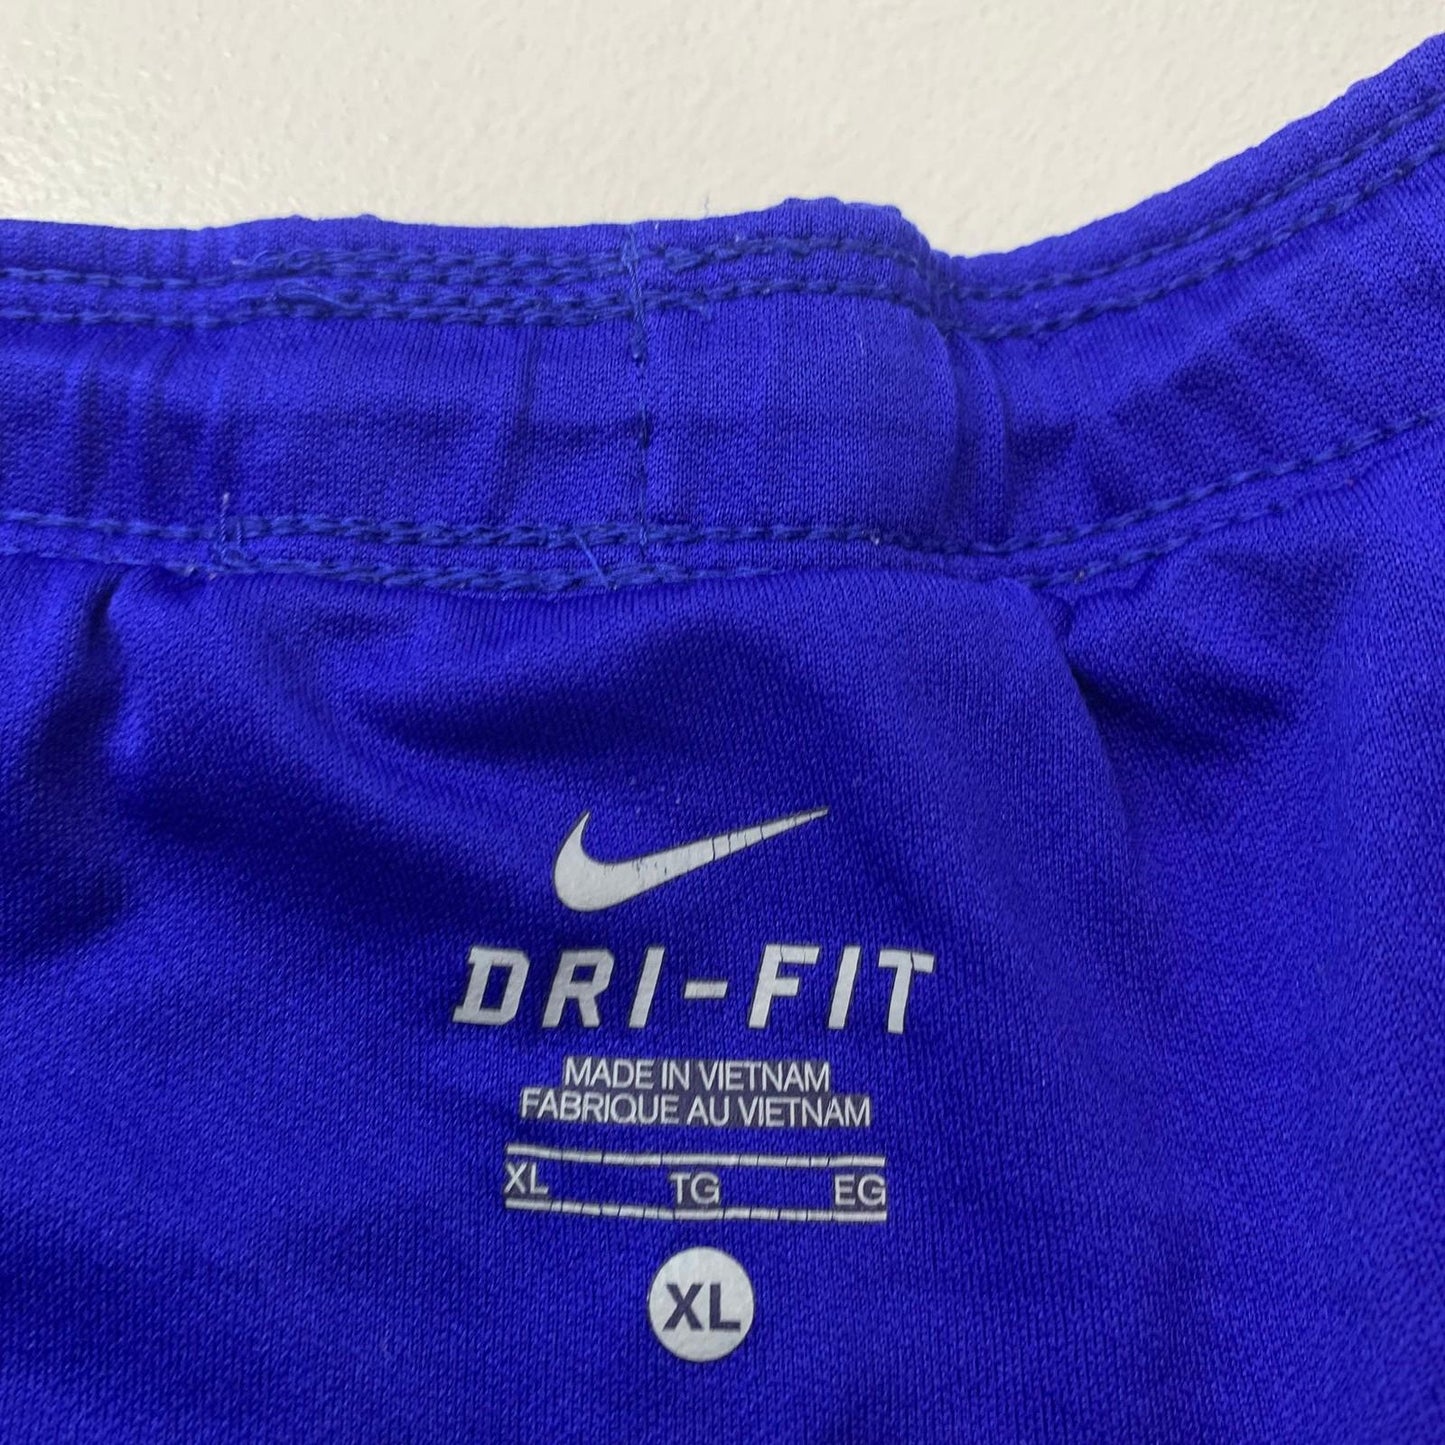 DRI-FIT
MADE IN VIETNAM
FABRIQUE AU VIETNAM
XL TG EG
XL